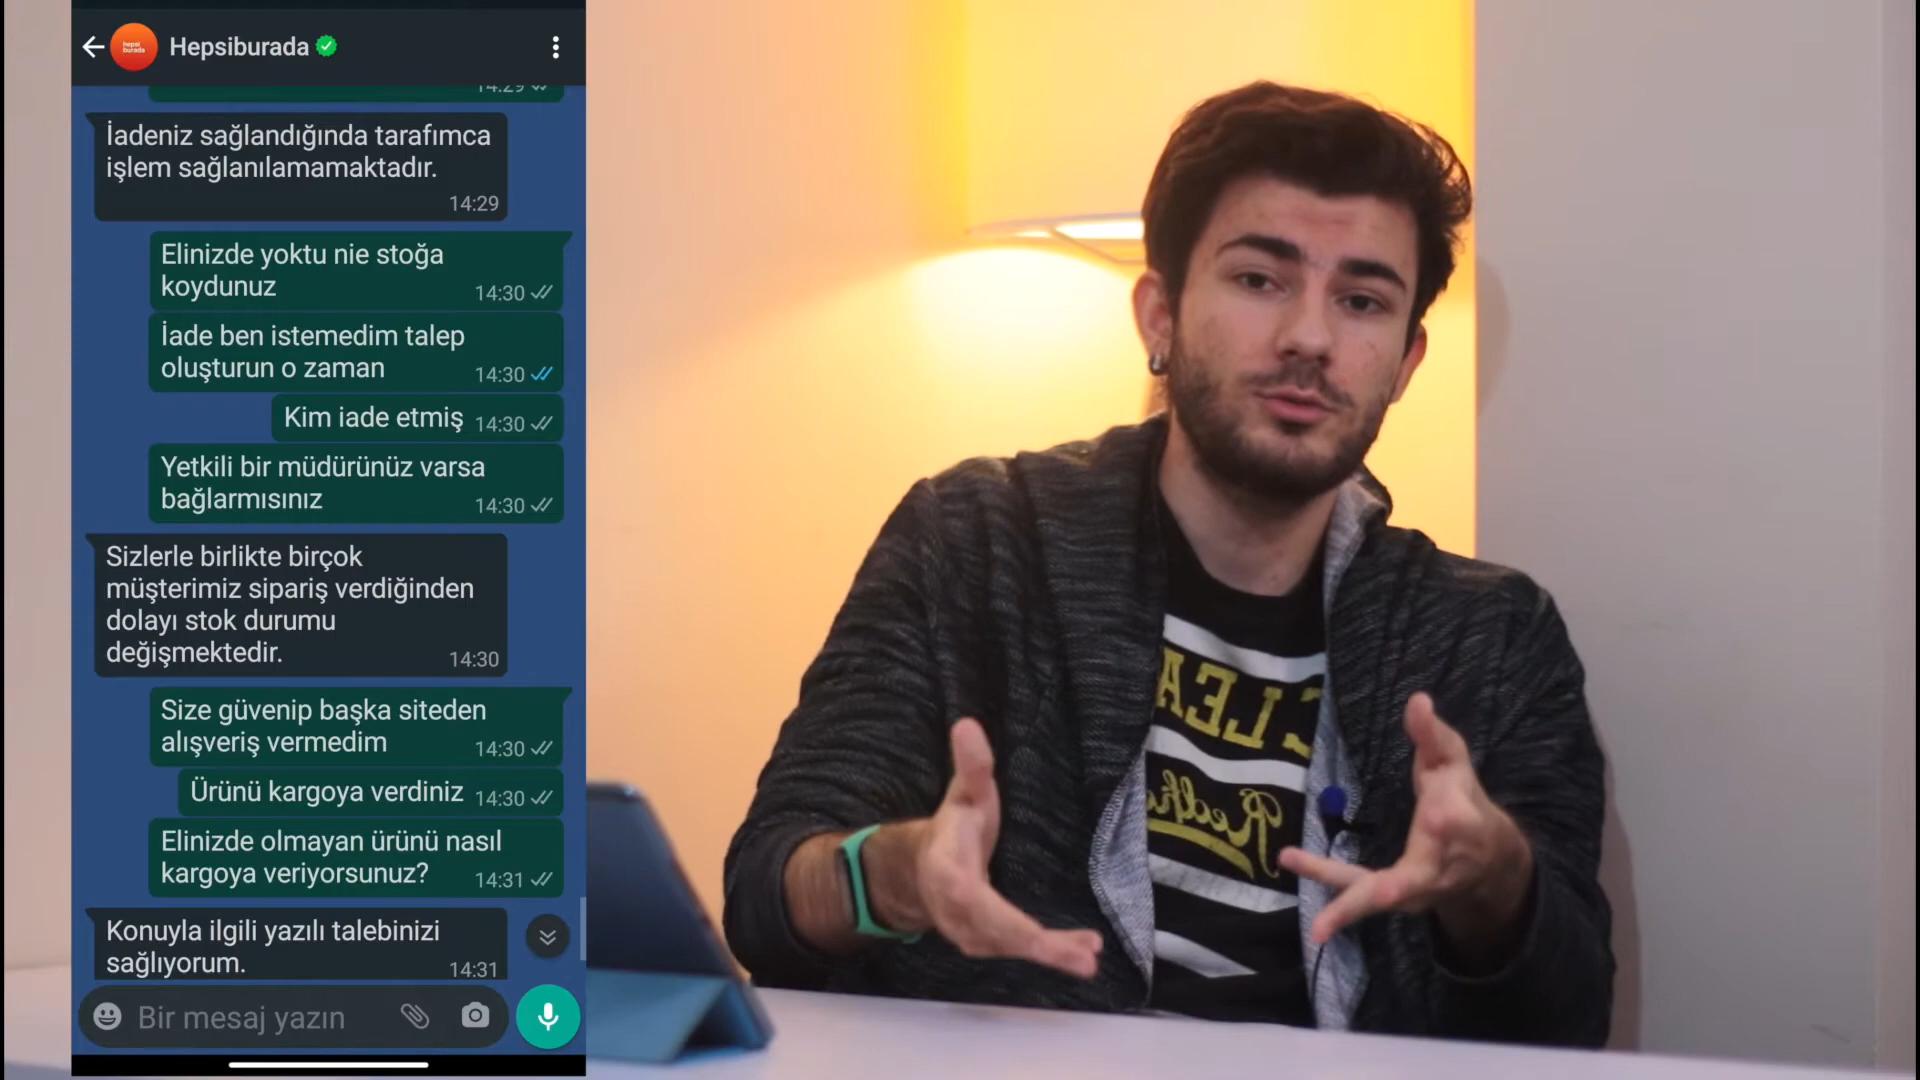 hepsi
burada
Hepsiburada
14:29
İadeniz sağlandığında tarafımca
işlem sağlanılamamaktadır.
14:29
Elinizde yoktu nie stoğa
koydunuz
14:30
İade ben istemedim talep
oluşturun o zaman
14:30
Kim iade etmiş
14:30
Yetkili bir müdürünüz varsa
bağlarmısınız
14:30
Sizlerle birlikte birçok
müşterimiz sipariş verdiğinden
dolayı stok durumu
değişmektedir.
14:30
Size güvenip başka siteden
alışveriş vermedim
14:30
Ürünü kargoya verdiniz
14:30
Elinizde olmayan ürünü nasıl
kargoya veriyorsunuz?
14:31
Konuyla ilgili yazılı talebinizi
sağlıyorum.
14:31
Bir mesaj yazın